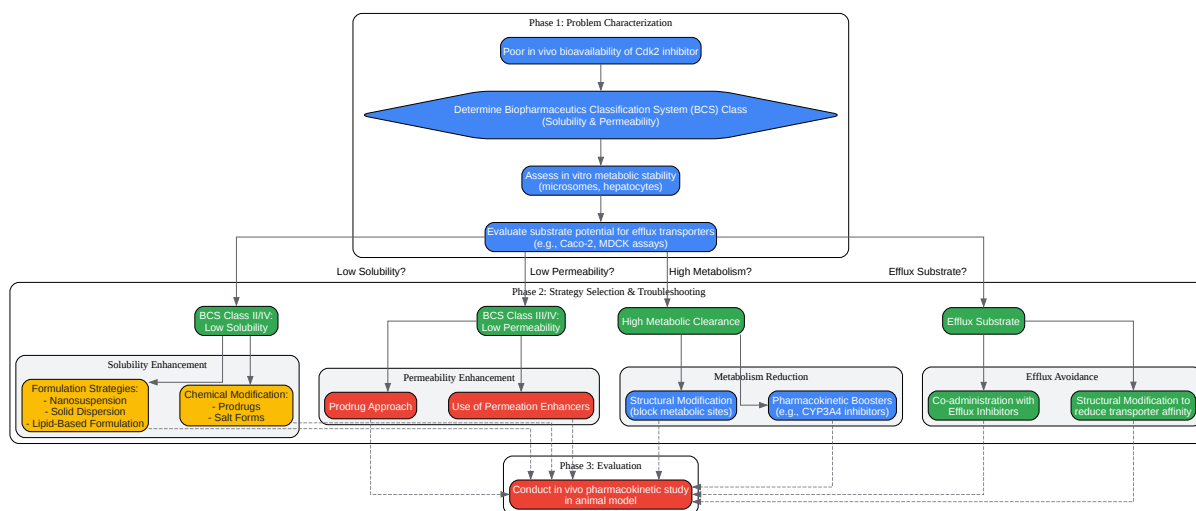 Phase 1: Problem Characterization
Poor in vivo bioavailability of Cdk2 inhibitor
Determine Biopharmaceutics Classification System (BCS) Class
(Solubility & Permeability)
Assess in vitro metabolic stability
(microsomes, hepatocytes)
Evaluate substrate potential for efflux transporters
(e.g., Caco-2, MDCK assays)
Low Solubility?
Low Permeability?
High Metabolism?
Efflux Substrate?
Phase 2: Strategy Selection & Troubleshooting
BCS Class II/IV:
Low Solubility
BCS Class III/IV:
Low Permeability
High Metabolic Clearance
Efflux Substrate
Solubility Enhancement
Formulation Strategies:
- Nanosuspension
- Solid Dispersion
- Lipid-Based Formulation
Chemical Modification:
- Prodrugs
- Salt Forms
Permeability Enhancement
Prodrug Approach
Use of Permeation Enhancers
Metabolism Reduction
Structural Modification
(block metabolic sites)
Pharmacokinetic Boosters
(e.g., CYP3A4 inhibitors)
Efflux Avoidance
Co-administration with
Efflux Inhibitors
Structural Modification to
reduce transporter affinity
Phase 3: Evaluation
Conduct in vivo pharmacokinetic study
in animal model